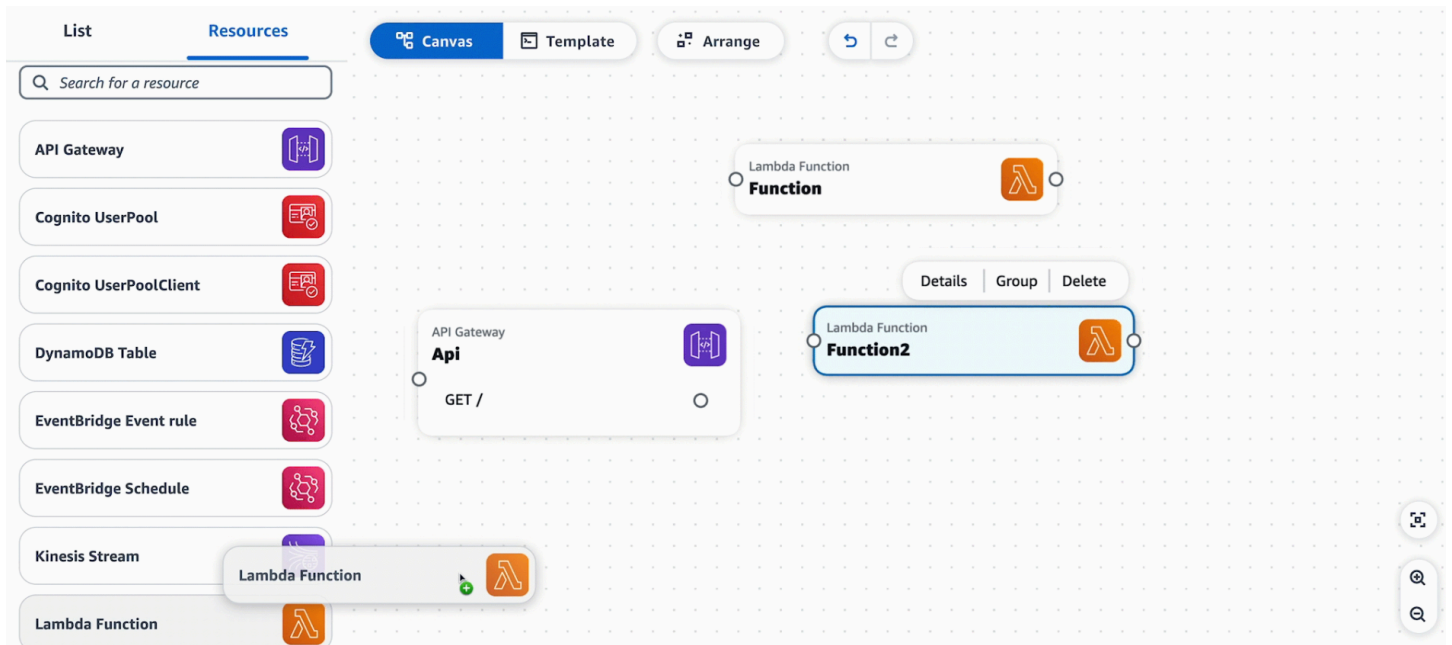 List
Resources
Canvas
Template
Arrange
Search for a resource
API Gateway
Cognito UserPool
Cognito UserPoolClient
DynamoDB Table
EventBridge Event rule
EventBridge Schedule
Kinesis Stream
Lambda Function
Lambda Function
Lambda Function
Function
Details
Group
Delete
Lambda Function
Function2
API Gateway
Api
GET /